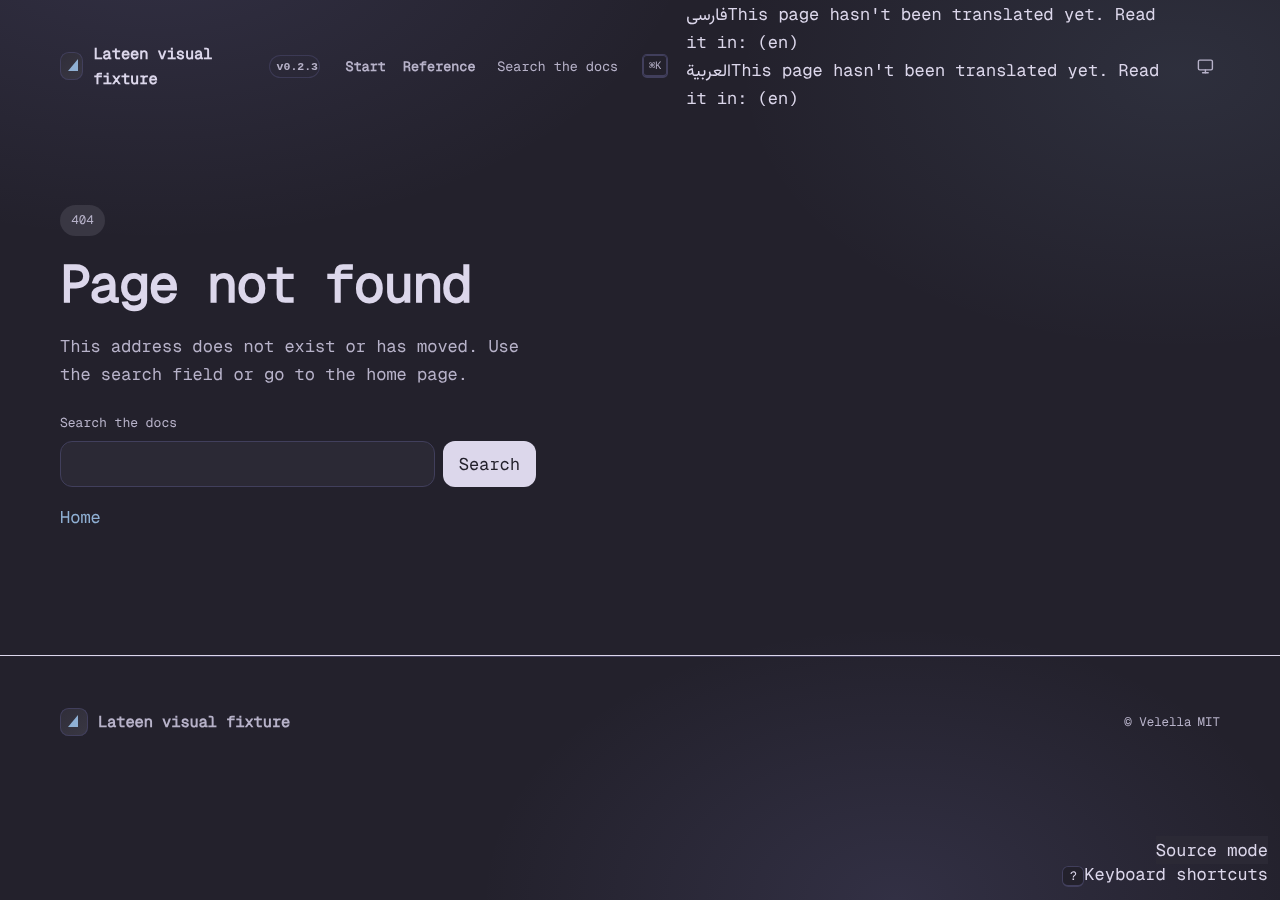 Lateen visual
fixture
v0.2.3
Start
Reference
Search the docs
⌘K
فارسیThis page hasn't been translated yet. Read
it in: (en)
العربيةThis page hasn't been translated yet. Read
it in: (en)
404
Page not found
This address does not exist or has moved. Use
the search field or go to the home page.
Search the docs
Search
Home
Lateen visual fixture
© Velella MIT
Source mode
? Keyboard shortcuts